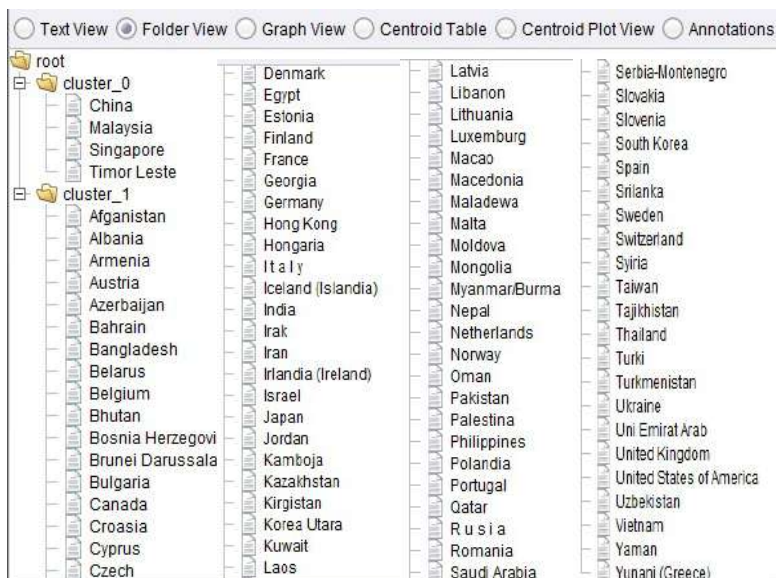 Text View Folder View Graph View Centroid Table Centroid Plot View Annotations
root
cluster_0
China
Malaysia
Singapore
Timor Leste
cluster_1
Afganistan
Albania
Armenia
Austria
Azerbaijan
Bahrain
Bangladesh
Belarus
Belgium
Bhutan
Bosnia Herzegovi
Brunei Darussala
Bulgaria
Canada
Croasia
Cyprus
Czech
Denmark
Egypt
Estonia
Finland
France
Georgia
Germany
Hong Kong
Hongaria
I t a l y
Iceland (Islandia)
India
Irak
Iran
Irlandia (Ireland)
Israel
Japan
Jordan
Kamboja
Kazakhstan
Kirgistan
Korea Utara
Kuwait
Laos
Latvia
Libanon
Lithuania
Luxemburg
Macao
Macedonia
Maladewa
Malta
Moldova
Mongolia
Myanmar/Burma
Nepal
Netherlands
Norway
Oman
Pakistan
Palestina
Philippines
Polandia
Portugal
Qatar
R u s i a
Romania
Saudi Arabia
Serbia-Montenegro
Slovakia
Slovenia
South Korea
Spain
Srilanka
Sweden
Switzerland
Syiria
Taiwan
Tajikhistan
Thailand
Turki
Turkmenistan
Ukraine
Uni Emirat Arab
United Kingdom
United States of America
Uzbekistan
Vietnam
Yaman
Yunani (Greece)